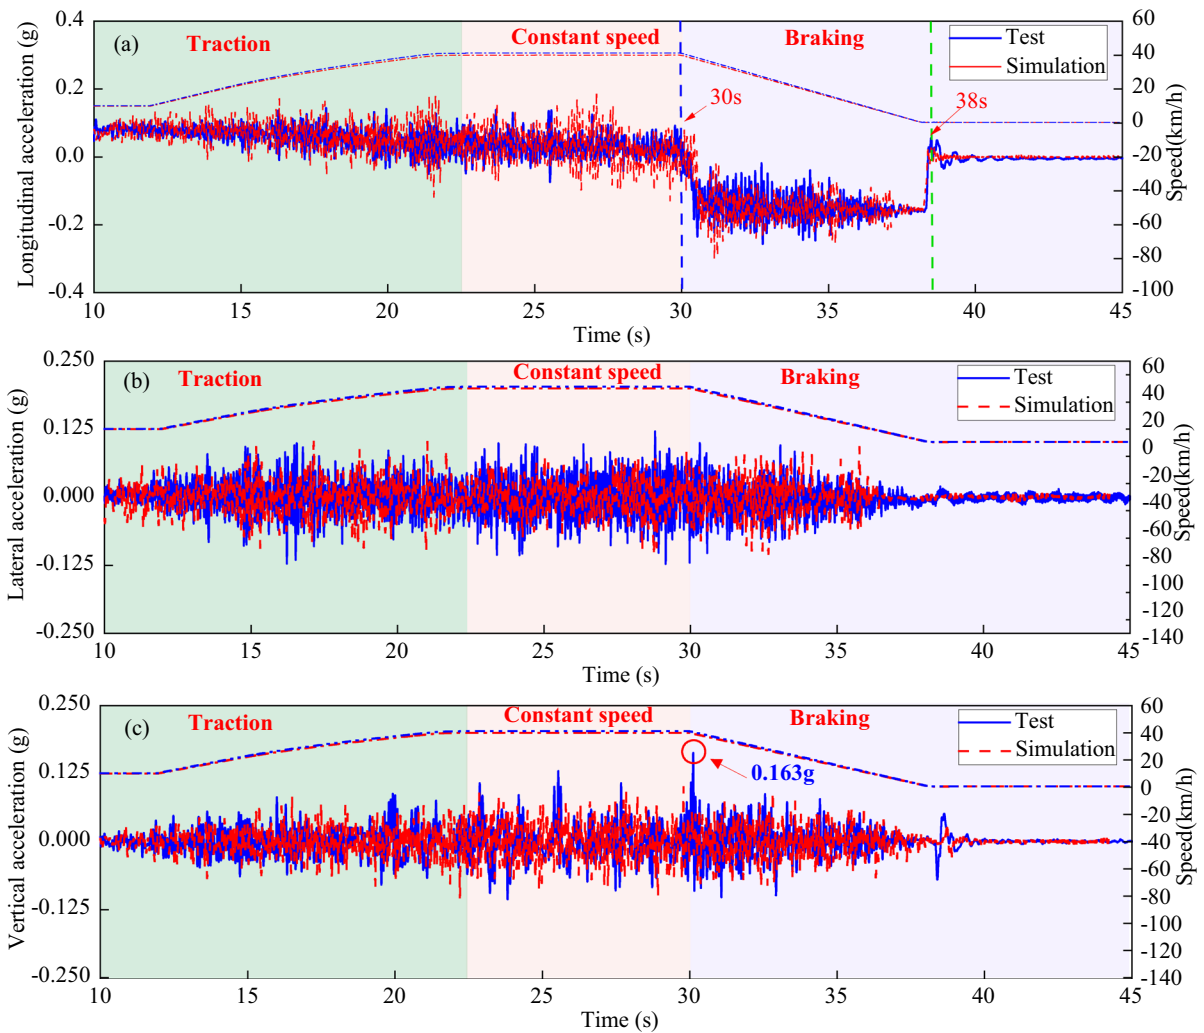 (a)
Traction
Constant speed
Braking
Test
Simulation
30s
38s
0.4
0.2
0.0
-0.2
-0.4
Longitudinal acceleration (g)
60
40
20
0
-20
-40
-60
-80
-100
Speed(km/h)
10
15
20
25
30
35
40
45
Time (s)
(b)
Traction
Constant speed
Braking
Test
Simulation
0.250
0.125
0.000
-0.125
-0.250
Lateral acceleration (g)
60
40
20
0
-20
-40
-60
-80
-100
-120
-140
Speed(km/h)
10
15
20
25
30
35
40
45
Time (s)
(c)
Traction
Constant speed
Braking
Test
Simulation
0.163g
0.250
0.125
0.000
-0.125
-0.250
Vertical acceleration (g)
60
40
20
0
-20
-40
-60
-80
-100
-120
-140
Speed(km/h)
10
15
20
25
30
35
40
45
Time (s)